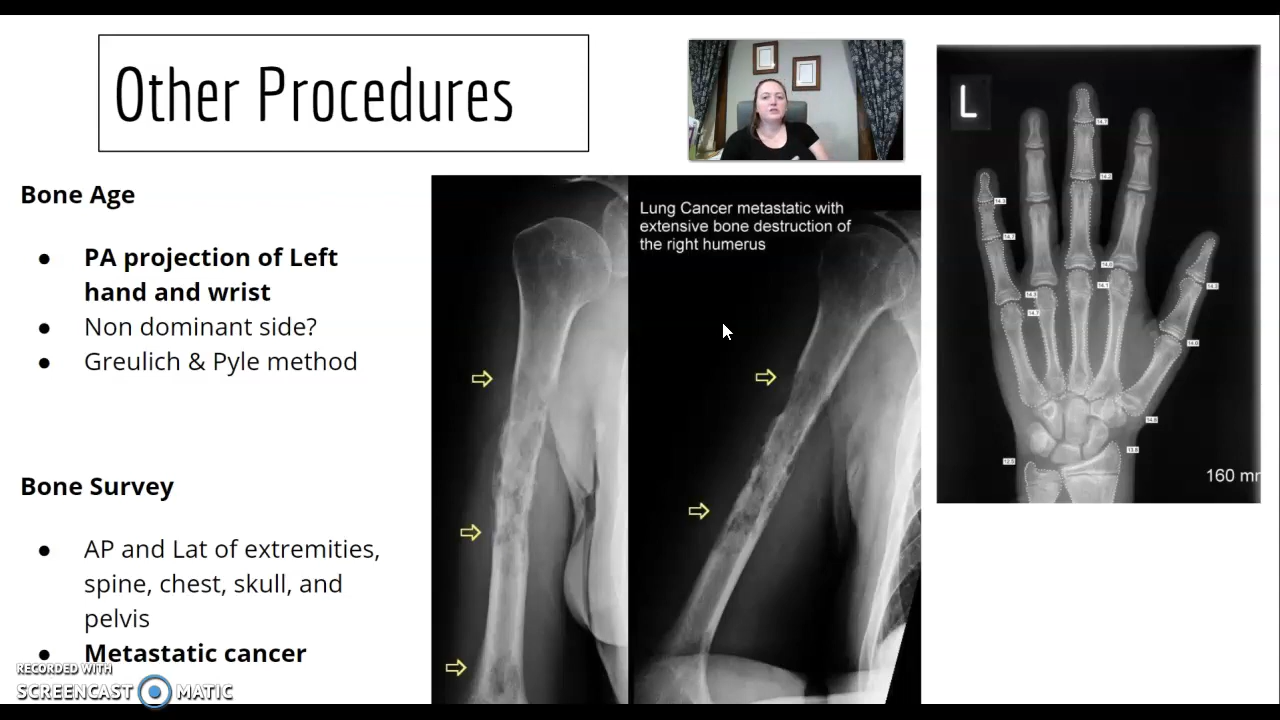 Other Procedures
Bone Age
● PA projection of Left
hand and wrist
● Non dominant side?
● Greulich & Pyle method
Bone Survey
● AP and Lat of extremities,
spine, chest, skull, and
pelvis
● Metastatic cancer
RECORDED WITH
SCREENCAST MATIC
Lung Cancer metastatic with
extensive bone destruction of
the right humerus
L
160 mm